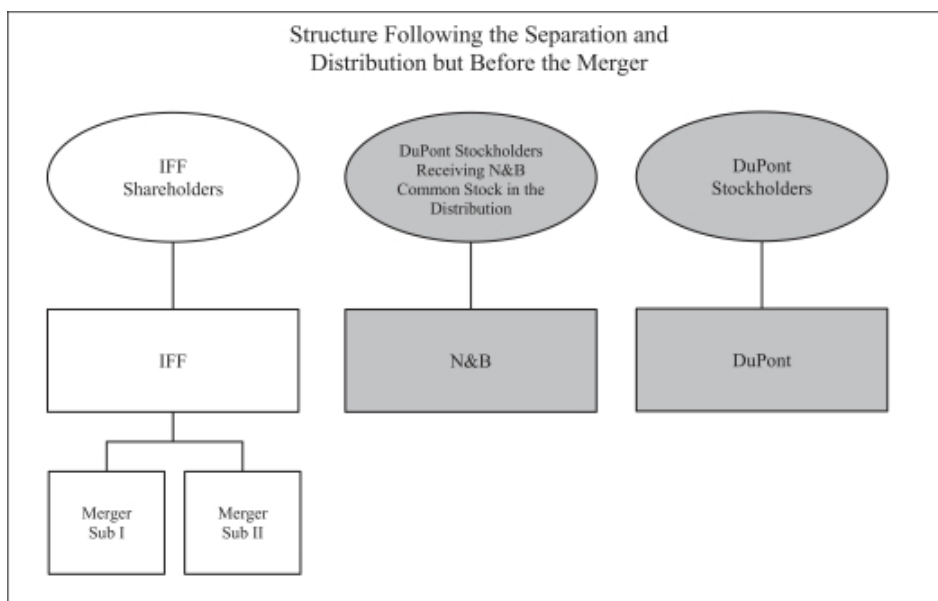 Structure Following the Separation and
Distribution but Before the Merger
IFF
Shareholders
DuPont Stockholders
Receiving N&B
Common Stock in the
Distribution
DuPont
Stockholders
IFF
N&B
DuPont
Merger
Sub I
Merger
Sub II